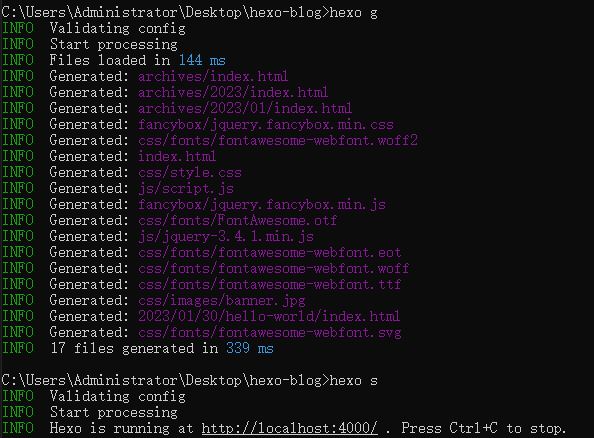 C:\Users\Administrator\Desktop\hexo-blog>hexo g
INFO  Validating config
INFO  Start processing
INFO  Files loaded in 144 ms
INFO  Generated: archives/index.html
INFO  Generated: archives/2023/index.html
INFO  Generated: archives/2023/01/index.html
INFO  Generated: fancybox/jquery.fancybox.min.css
INFO  Generated: css/fonts/fontawesome-webfont.woff2
INFO  Generated: index.html
INFO  Generated: css/style.css
INFO  Generated: js/script.js
INFO  Generated: fancybox/jquery.fancybox.min.js
INFO  Generated: css/fonts/FontAwesome.otf
INFO  Generated: js/jquery-3.4.1.min.js
INFO  Generated: css/fonts/fontawesome-webfont.eot
INFO  Generated: css/fonts/fontawesome-webfont.woff
INFO  Generated: css/fonts/fontawesome-webfont.ttf
INFO  Generated: css/images/banner.jpg
INFO  Generated: 2023/01/30/hello-world/index.html
INFO  Generated: css/fonts/fontawesome-webfont.svg
INFO  17 files generated in 339 ms
C:\Users\Administrator\Desktop\hexo-blog>hexo s
INFO  Validating config
INFO  Start processing
INFO  Hexo is running at http://localhost:4000/ . Press Ctrl+C to stop.